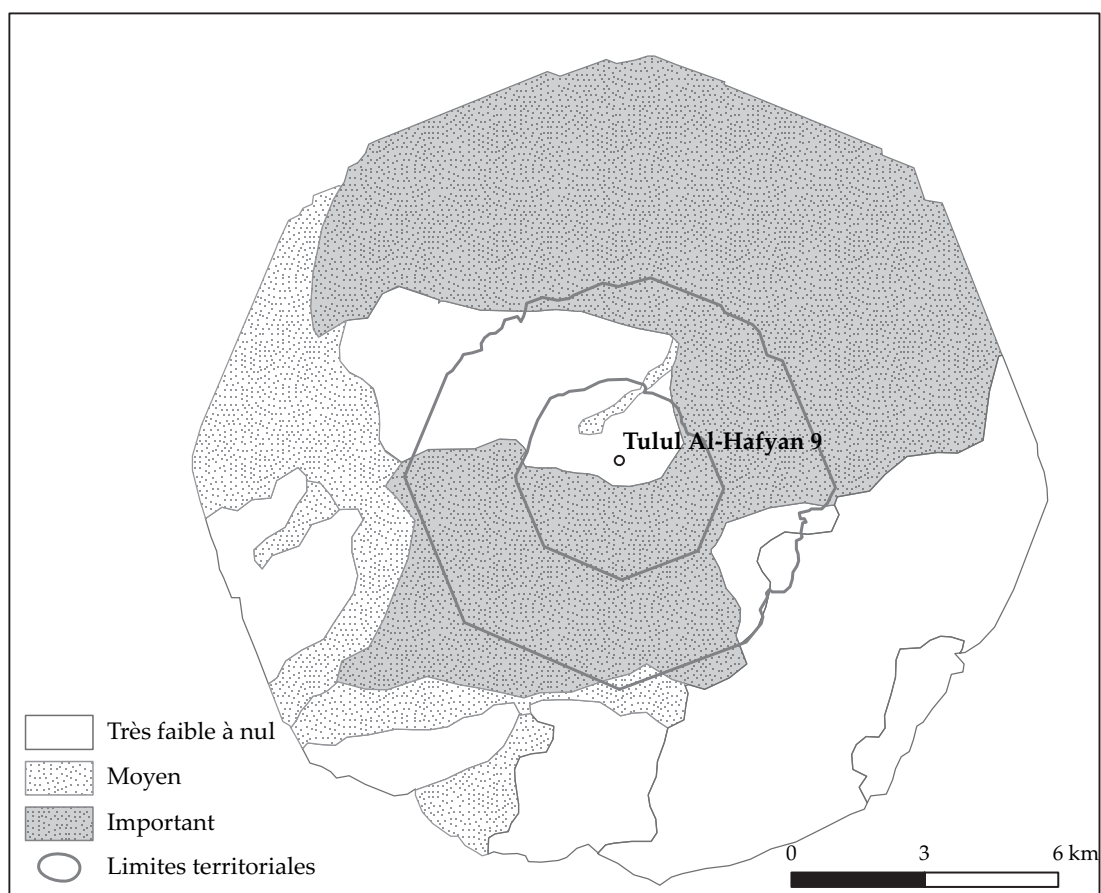 Tulul Al-Hafyan 9
Très faible à nul
Moyen
Important
Limites territoriales
0 3 6 km